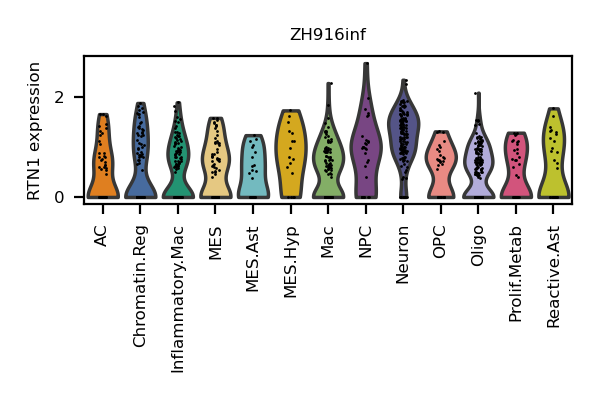 ZH916inf
RTN1 expression
2
0
AC
Chromatin.Reg
Inflammatory.Mac
MES
MES.Ast
MES.Hyp
Mac
NPC
Neuron
OPC
Oligo
Prolif.Metab
Reactive.Ast